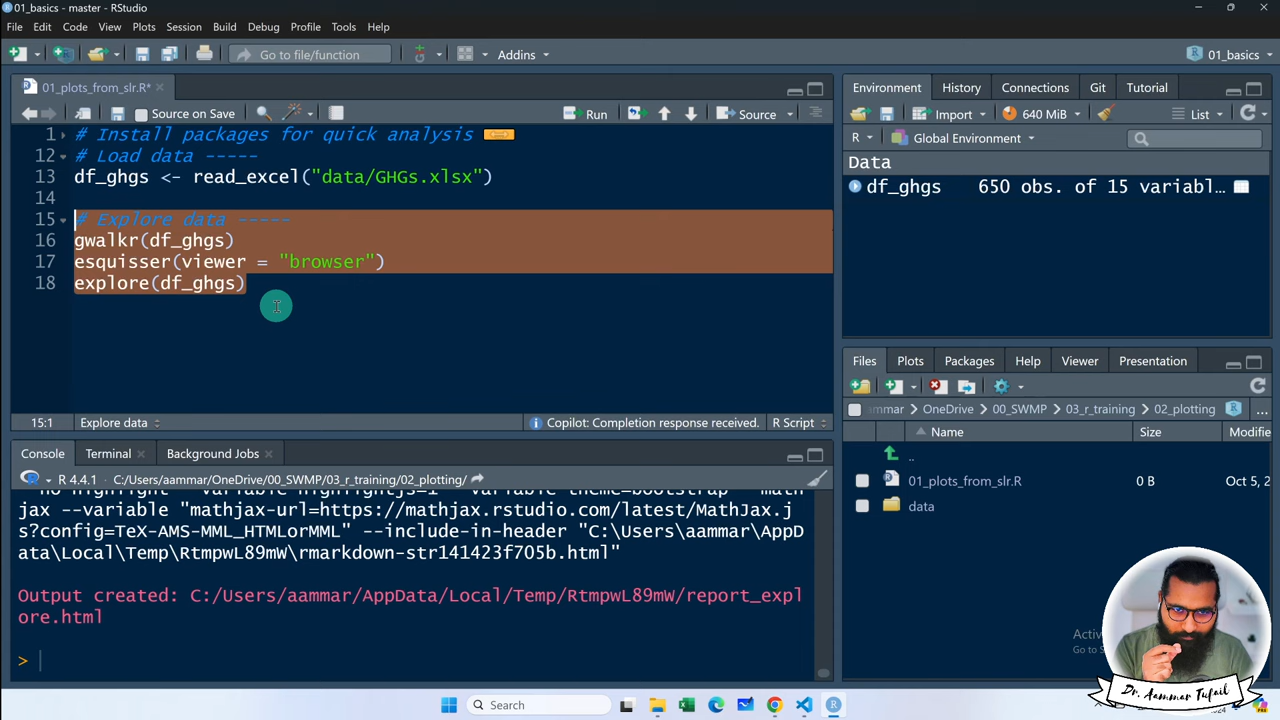 01_basics - master - RStudio
File Edit Code View Plots Session Build Debug Profile Tools Help
Go to file/function Addins 01_basics
01_plots_from_slr.R*
Source on Save Run Source
1 # Install packages for quick analysis
12 # Load data -----
13 df_ghgs <- read_excel("data/GHGs.xlsx")
14
15 # Explore data -----
16 gwalkr(df_ghgs)
17 esquisser(viewer = "browser")
18 explore(df_ghgs)
15:1 Explore data Copilot: Completion response received. R Script
Console Terminal Background Jobs
R 4.4.1 · C:/Users/aammar/OneDrive/00_SWMP/03_r_training/02_plotting/
jax --variable "mathjax-url=https://mathjax.rstudio.com/latest/MathJax.j
s?config=TeX-AMS-MML_HTMLorMML" --include-in-header "C:\Users\aammar\AppD
ata\Local\Temp\RtmpwL89mW\rmarkdown-str141423f705b.html"
Output created: C:/Users/aammar/AppData/Local/Temp/RtmpwL89mW/report_expl
ore.html
>
Environment History Connections Git Tutorial
Import 640 MiB List
R Global Environment
Data
df_ghgs 650 obs. of 15 variabl...
Files Plots Packages Help Viewer Presentation
ammar OneDrive 00_SWMP 03_r_training 02_plotting ...
Name Size Modifie
..
01_plots_from_slr.R 0 B Oct 5, 2
data
Activ
Go to S
Dr. Aammar Tufail
Search